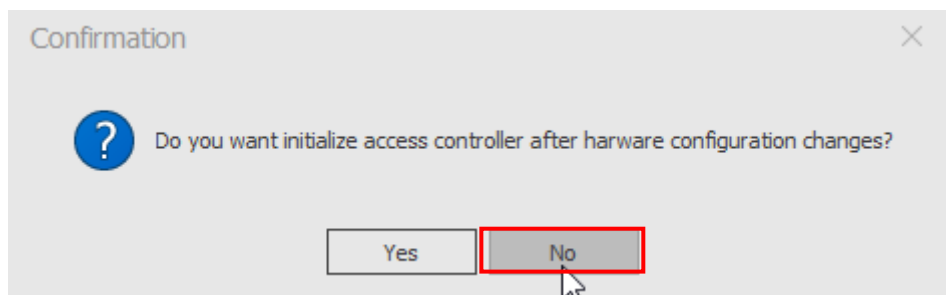 Confirmation
Do you want initialize access controller after harware configuration changes?
Yes
No